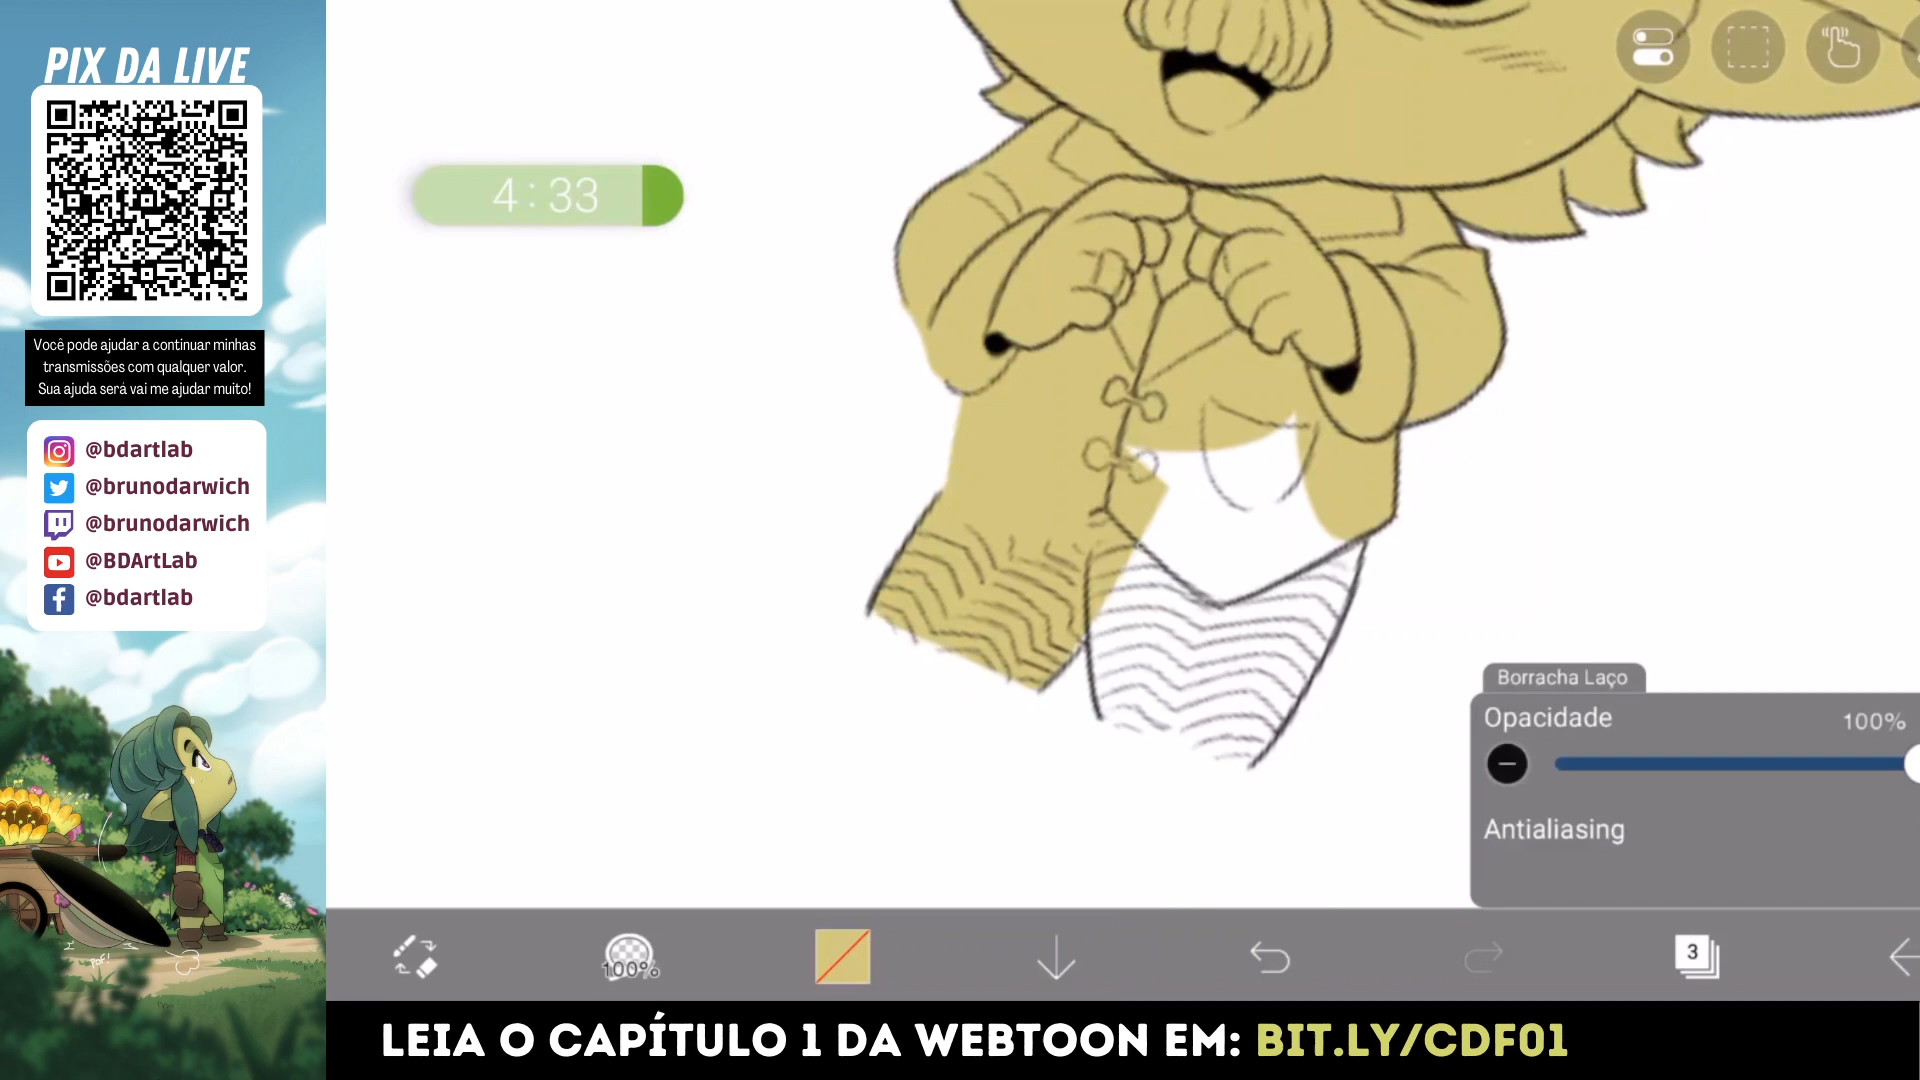 PIX DA LIVE
Você pode ajudar a continuar minhas
transmissões com qualquer valor.
Sua ajuda será vai me ajudar muito!
@bdartlab
@brunodarwich
@brunodarwich
@BDArtLab
@bdartlab
POF!
4:33
Borracha Laço
Opacidade 100%
Antialiasing
100%
3
LEIA O CAPÍTULO 1 DA WEBTOON EM: BIT.LY/CDF01